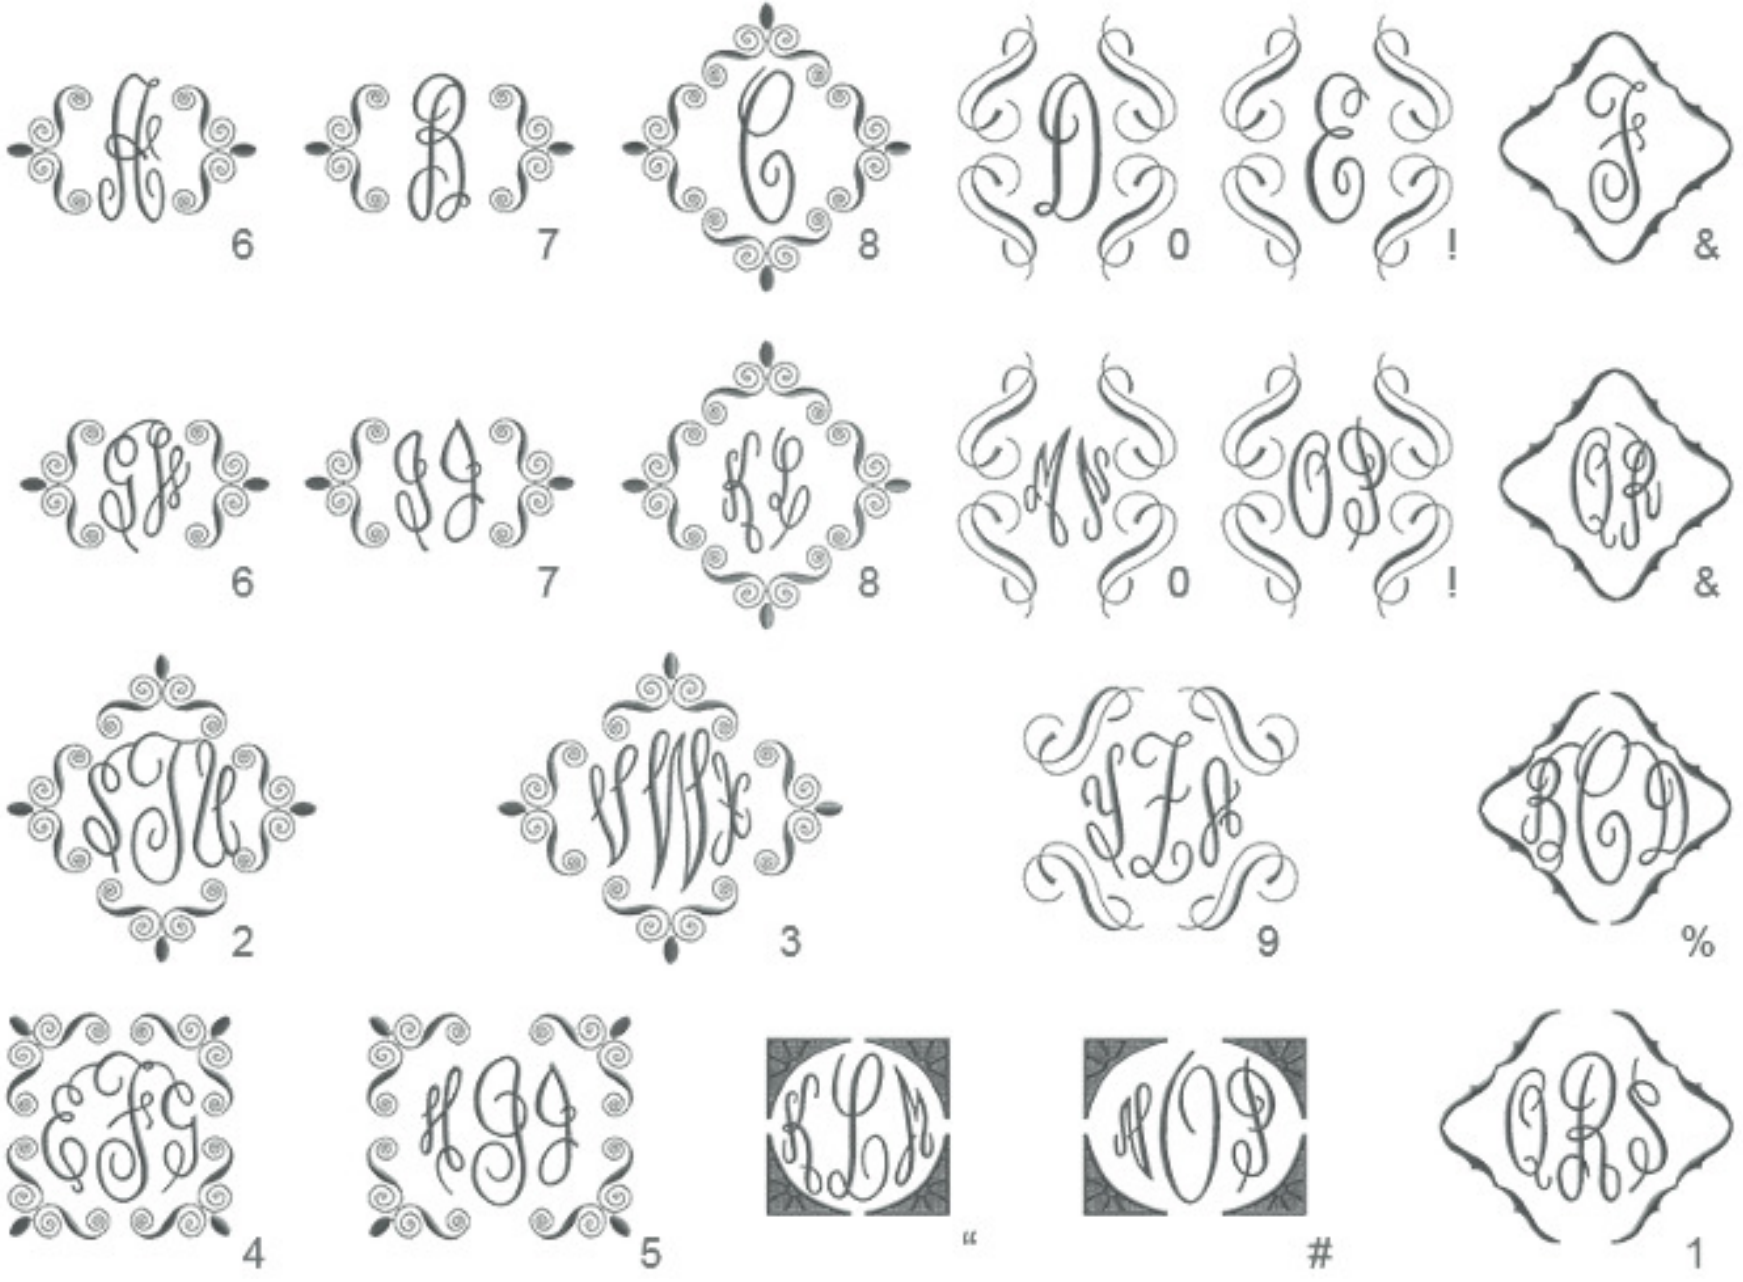 A B C D E F
6 7 8 0 ! &
GH IJ KL MN OP QR
6 7 8 0 ! &
STU VWX YZA BCD
2 3 9 %
EFG HIJ KLM NOP QRS
4 5 “ # 1